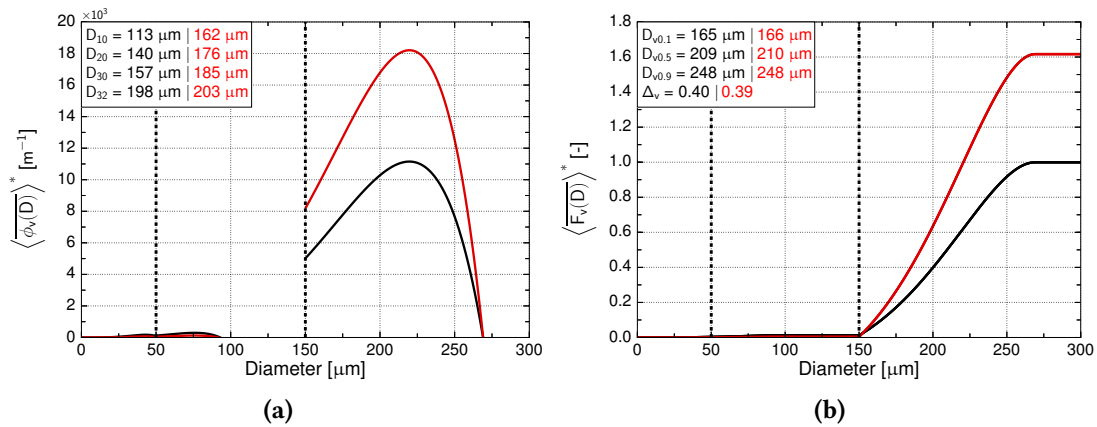 ×10³
20
18
16
14
12
10
8
6
4
2
0
D₁₀ = 113 μm | 162 μm
D₂₀ = 140 μm | 176 μm
D₃₀ = 157 μm | 185 μm
D₃₂ = 198 μm | 203 μm
⟨ϕᵥ(D)⟩* [m⁻¹]
0 50 100 150 200 250 300
Diameter [μm]
(a)
1.8
1.6
1.4
1.2
1.0
0.8
0.6
0.4
0.2
0.0
Dᵥ₀.₁ = 165 μm | 166 μm
Dᵥ₀.₅ = 209 μm | 210 μm
Dᵥ₀.₉ = 248 μm | 248 μm
Δᵥ = 0.40 | 0.39
⟨Fᵥ(D)⟩* [-]
0 50 100 150 200 250 300
Diameter [μm]
(b)